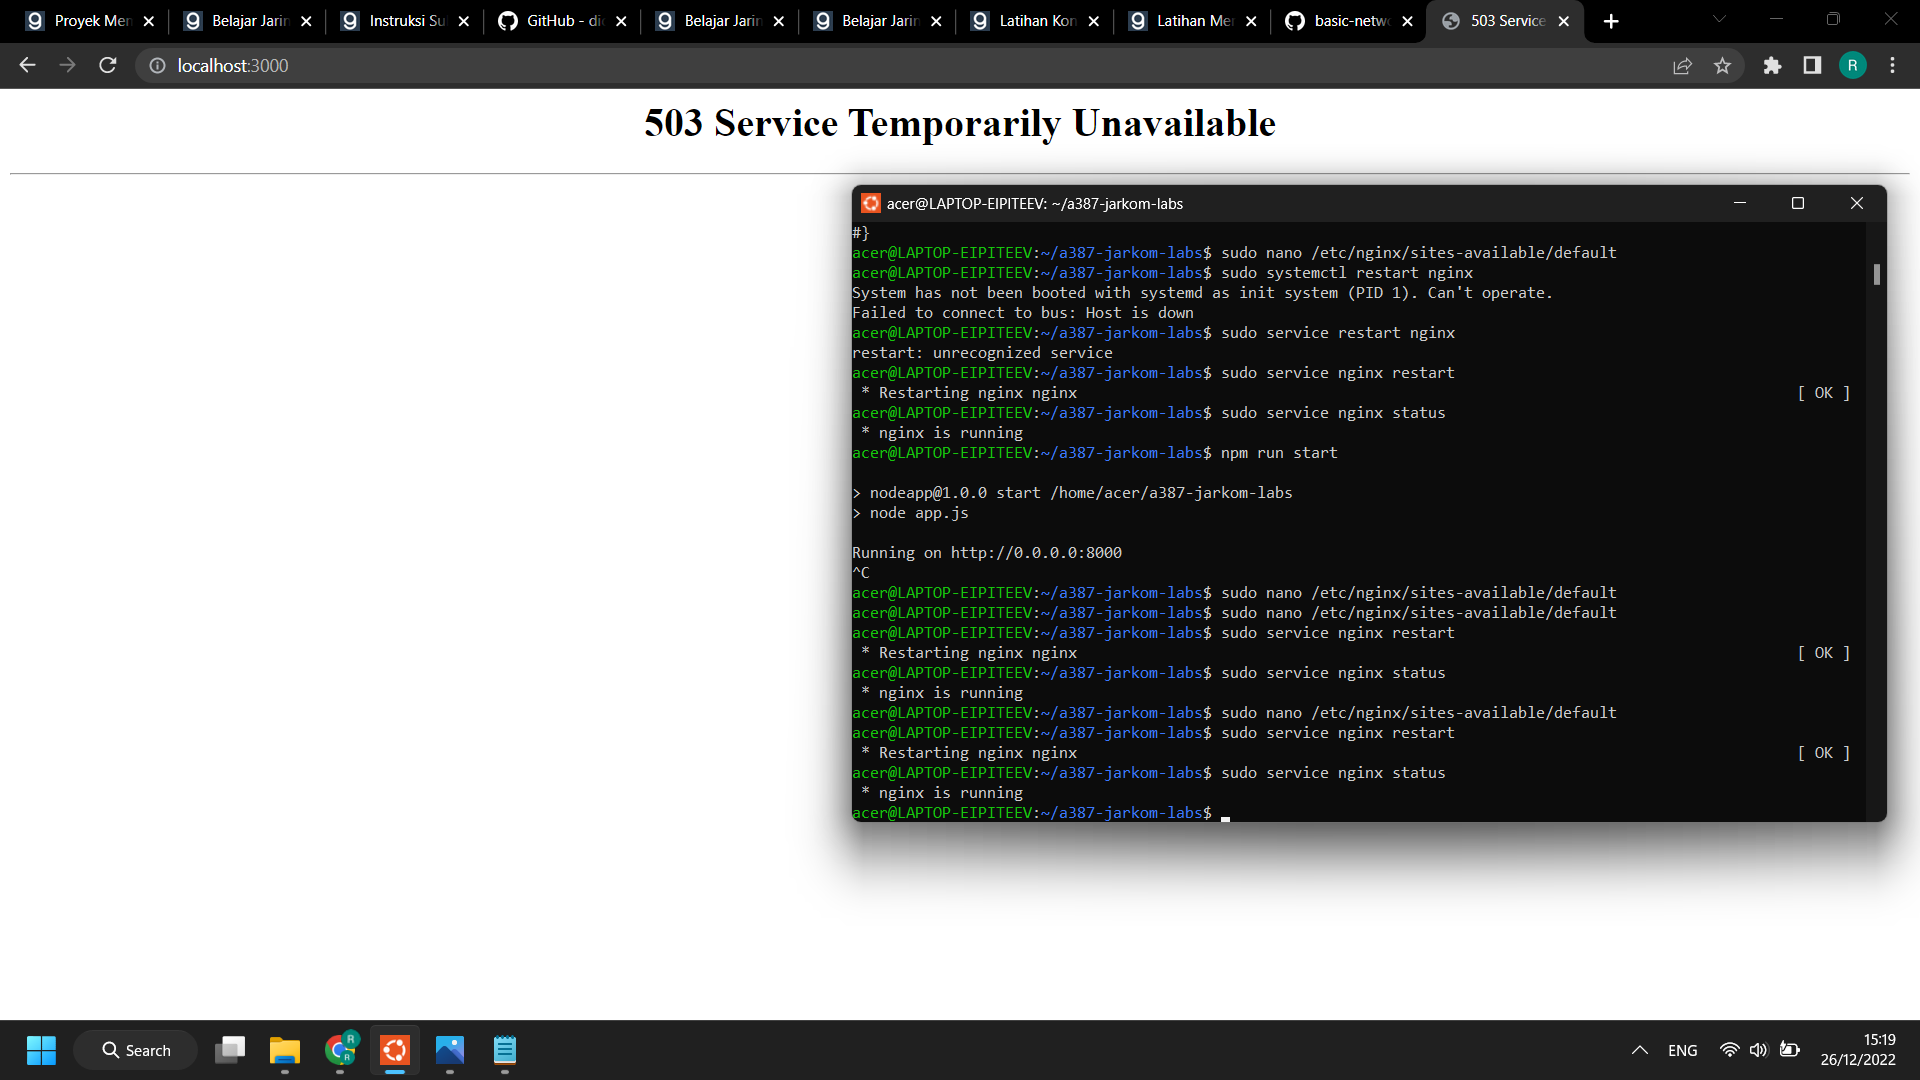 Proyek Men
Belajar Jarin
Instruksi Su
GitHub - di
Belajar Jarin
Belajar Jarin
Latihan Kon
Latihan Men
basic-netw
503 Service
localhost:3000
R
503 Service Temporarily Unavailable
acer@LAPTOP-EIPITEEV: ~/a387-jarkom-labs
#}
acer@LAPTOP-EIPITEEV:~/a387-jarkom-labs$ sudo nano /etc/nginx/sites-available/default
acer@LAPTOP-EIPITEEV:~/a387-jarkom-labs$ sudo systemctl restart nginx
System has not been booted with systemd as init system (PID 1). Can't operate.
Failed to connect to bus: Host is down
acer@LAPTOP-EIPITEEV:~/a387-jarkom-labs$ sudo service restart nginx
restart: unrecognized service
acer@LAPTOP-EIPITEEV:~/a387-jarkom-labs$ sudo service nginx restart
* Restarting nginx nginx [ OK ]
acer@LAPTOP-EIPITEEV:~/a387-jarkom-labs$ sudo service nginx status
* nginx is running
acer@LAPTOP-EIPITEEV:~/a387-jarkom-labs$ npm run start
> nodeapp@1.0.0 start /home/acer/a387-jarkom-labs
> node app.js
Running on http://0.0.0.0:8000
^C
acer@LAPTOP-EIPITEEV:~/a387-jarkom-labs$ sudo nano /etc/nginx/sites-available/default
acer@LAPTOP-EIPITEEV:~/a387-jarkom-labs$ sudo nano /etc/nginx/sites-available/default
acer@LAPTOP-EIPITEEV:~/a387-jarkom-labs$ sudo service nginx restart
* Restarting nginx nginx [ OK ]
acer@LAPTOP-EIPITEEV:~/a387-jarkom-labs$ sudo service nginx status
* nginx is running
acer@LAPTOP-EIPITEEV:~/a387-jarkom-labs$ sudo nano /etc/nginx/sites-available/default
acer@LAPTOP-EIPITEEV:~/a387-jarkom-labs$ sudo service nginx restart
* Restarting nginx nginx [ OK ]
acer@LAPTOP-EIPITEEV:~/a387-jarkom-labs$ sudo service nginx status
* nginx is running
acer@LAPTOP-EIPITEEV:~/a387-jarkom-labs$
Search
R
R
ENG
15:19
26/12/2022